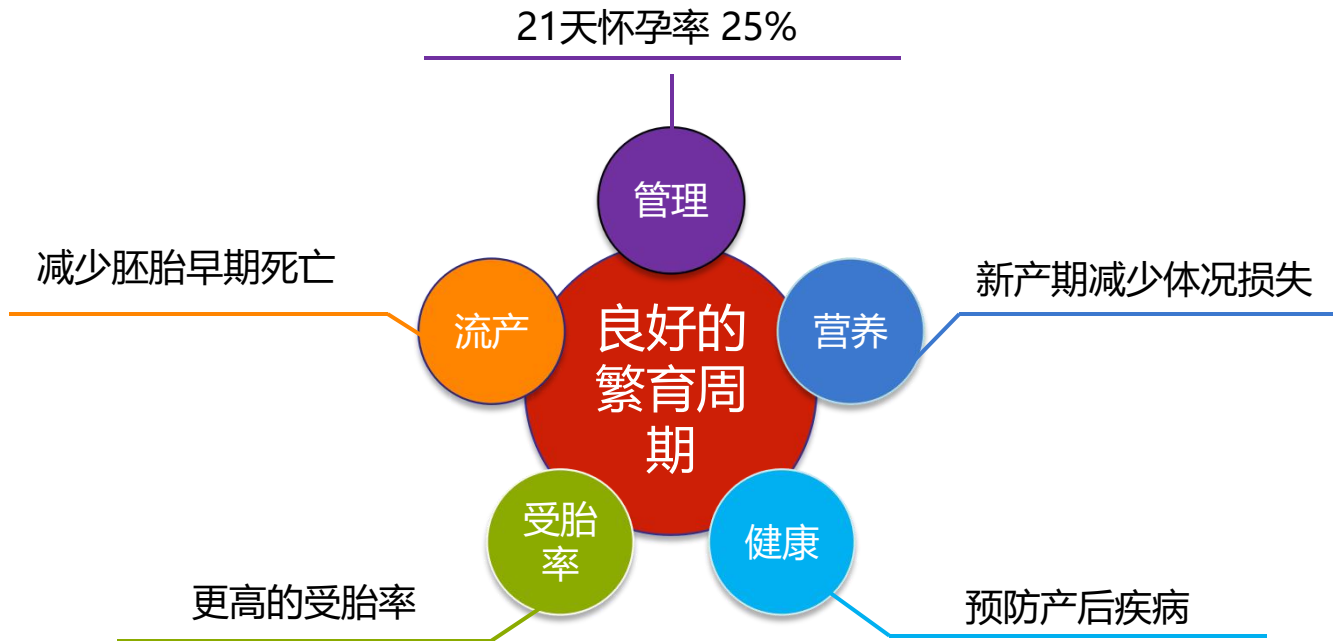 21天怀孕率 25%
管理
减少胚胎早期死亡
新产期减少体况损失
流产
良好的
繁育周
期
营养
受胎
率
健康
更高的受胎率
预防产后疾病